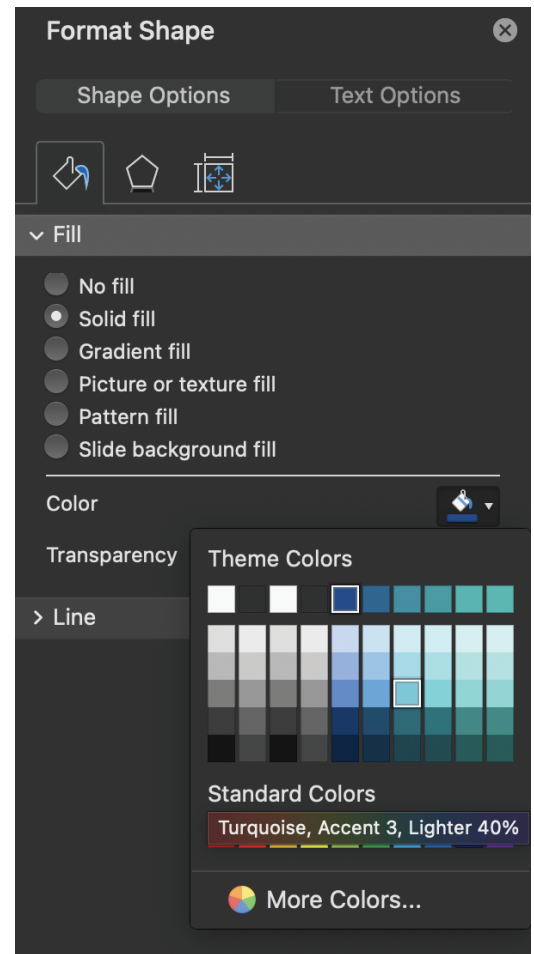 Format Shape
Shape Options
Text Options
Fill
No fill
Solid fill
Gradient fill
Picture or texture fill
Pattern fill
Slide background fill
Color
Transparency
Theme Colors
Line
Standard Colors
Turquoise, Accent 3, Lighter 40%
More Colors...